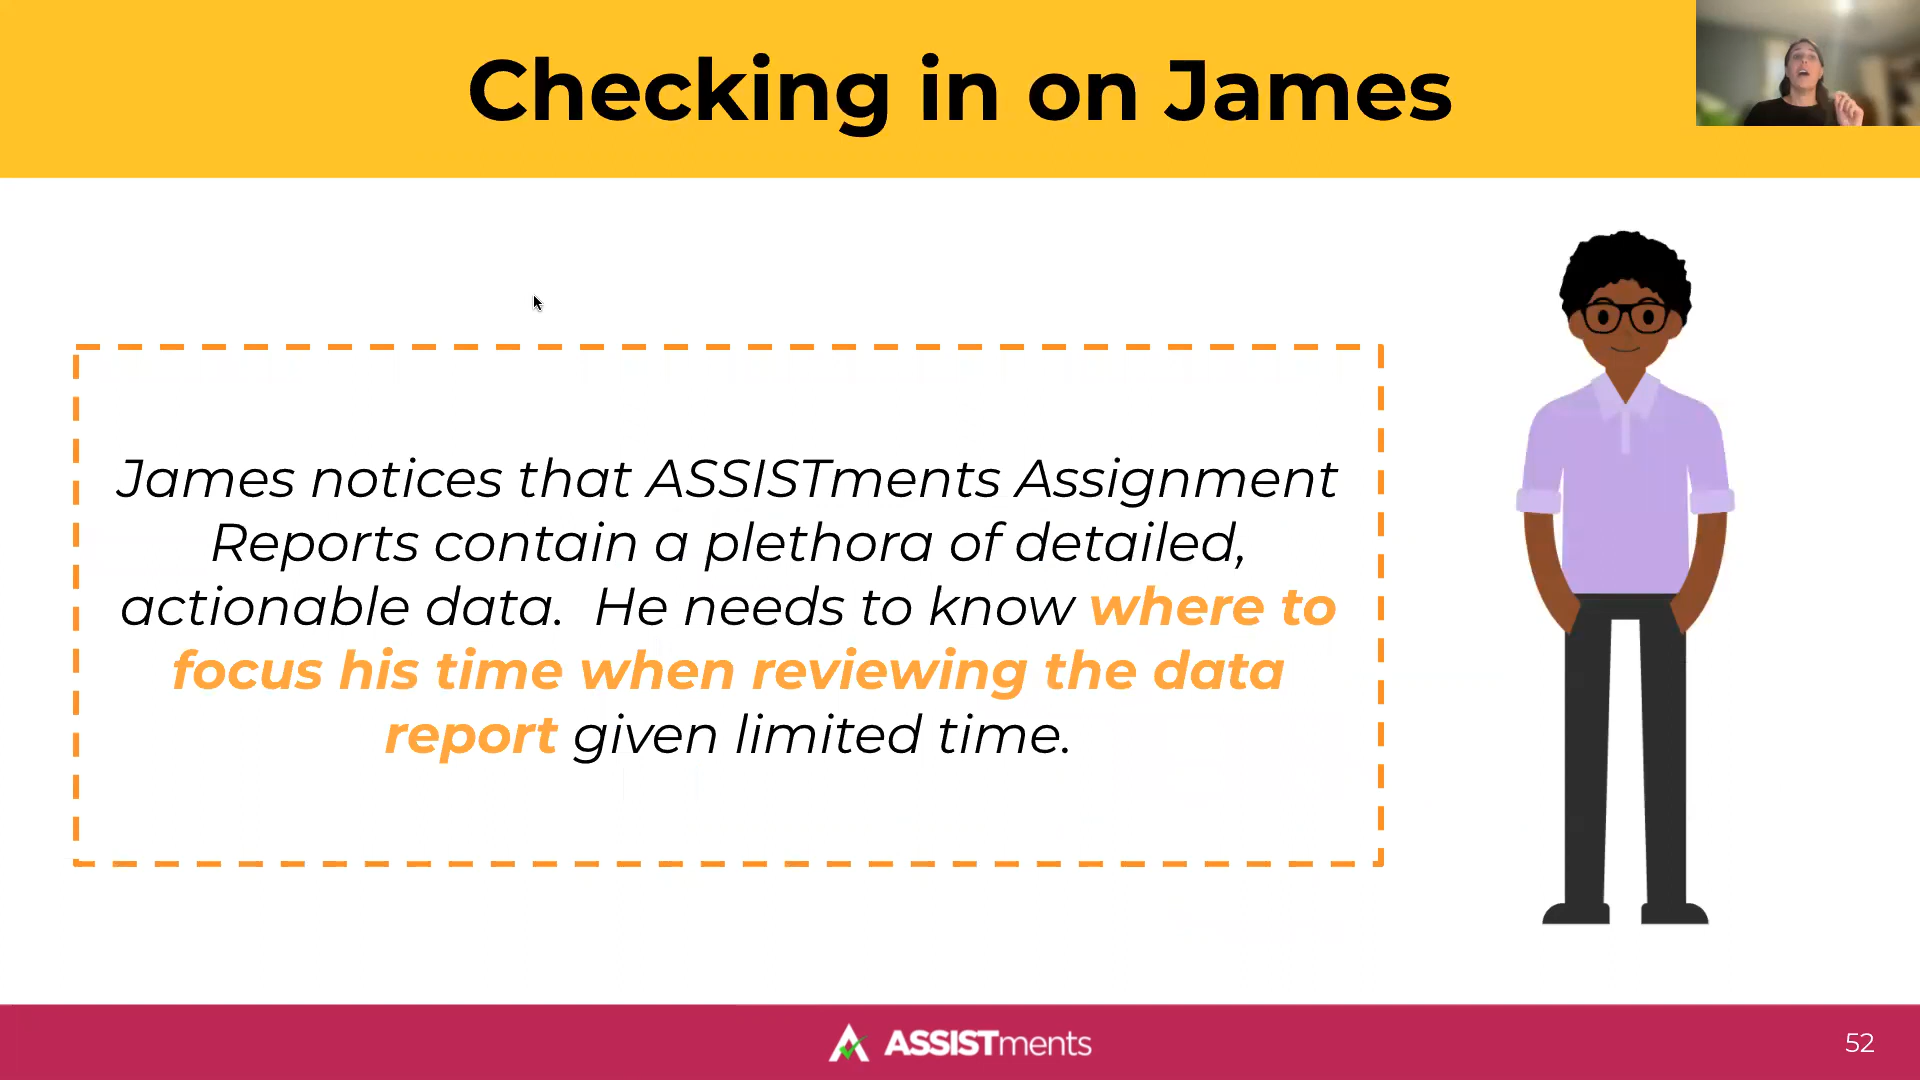 Checking in on James
James notices that ASSISTments Assignment
Reports contain a plethora of detailed,
actionable data.  He needs to know where to
focus his time when reviewing the data
report given limited time.
ASSISTments
52